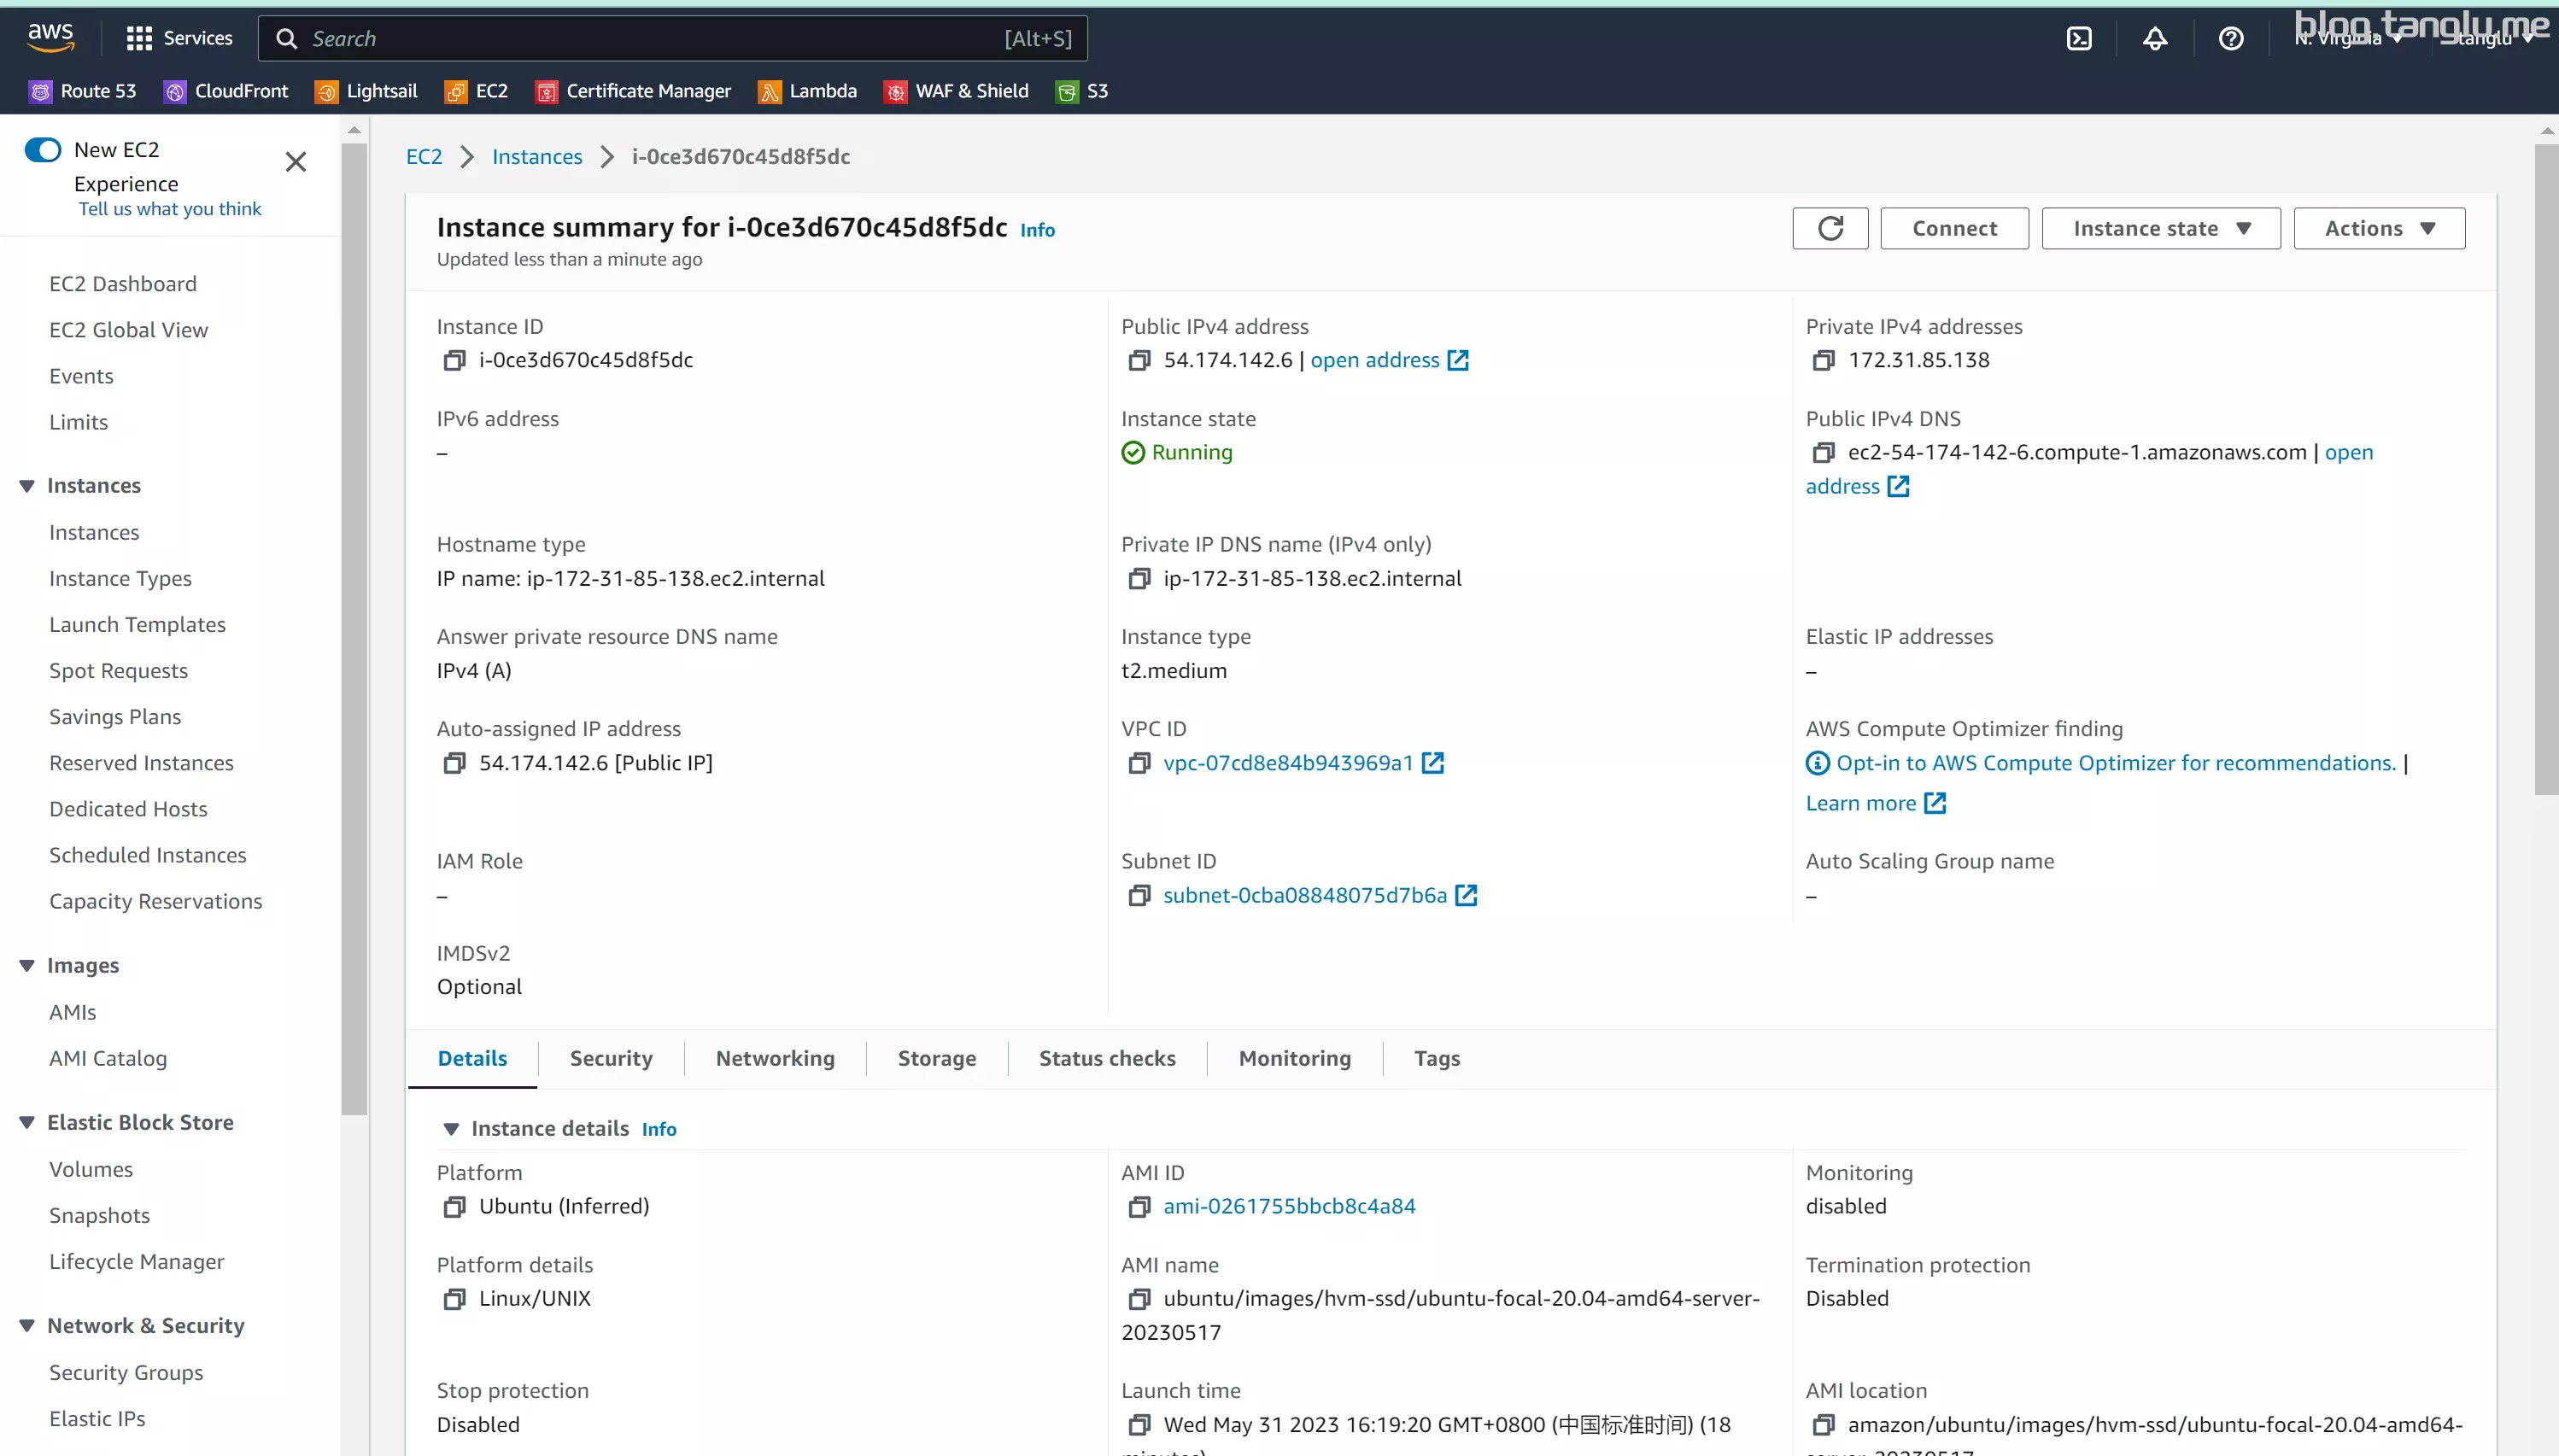 aws
Services
Search
[Alt+S]
N. Virginia
tanglu
blog.tanglu.me
Route 53
CloudFront
Lightsail
EC2
Certificate Manager
Lambda
WAF & Shield
S3
New EC2
Experience
Tell us what you think
EC2 Dashboard
EC2 Global View
Events
Limits
Instances
Instances
Instance Types
Launch Templates
Spot Requests
Savings Plans
Reserved Instances
Dedicated Hosts
Scheduled Instances
Capacity Reservations
Images
AMIs
AMI Catalog
Elastic Block Store
Volumes
Snapshots
Lifecycle Manager
Network & Security
Security Groups
Elastic IPs
EC2 > Instances > i-0ce3d670c45d8f5dc
Instance summary for i-0ce3d670c45d8f5dc Info
Updated less than a minute ago
Connect
Instance state
Actions
Instance ID
i-0ce3d670c45d8f5dc
Public IPv4 address
54.174.142.6 | open address
Private IPv4 addresses
172.31.85.138
IPv6 address
–
Instance state
Running
Public IPv4 DNS
ec2-54-174-142-6.compute-1.amazonaws.com | open
address
Hostname type
IP name: ip-172-31-85-138.ec2.internal
Private IP DNS name (IPv4 only)
ip-172-31-85-138.ec2.internal
Answer private resource DNS name
IPv4 (A)
Instance type
t2.medium
Elastic IP addresses
–
Auto-assigned IP address
54.174.142.6 [Public IP]
VPC ID
vpc-07cd8e84b943969a1
AWS Compute Optimizer finding
Opt-in to AWS Compute Optimizer for recommendations. |
Learn more
IAM Role
–
Subnet ID
subnet-0cba08848075d7b6a
Auto Scaling Group name
–
IMDSv2
Optional
Details
Security
Networking
Storage
Status checks
Monitoring
Tags
Instance details Info
Platform
Ubuntu (Inferred)
AMI ID
ami-0261755bbcb8c4a84
Monitoring
disabled
Platform details
Linux/UNIX
AMI name
ubuntu/images/hvm-ssd/ubuntu-focal-20.04-amd64-server-
20230517
Termination protection
Disabled
Stop protection
Disabled
Launch time
Wed May 31 2023 16:19:20 GMT+0800 (中国标准时间) (18
minutes)
AMI location
amazon/ubuntu/images/hvm-ssd/ubuntu-focal-20.04-amd64-
server-20230517